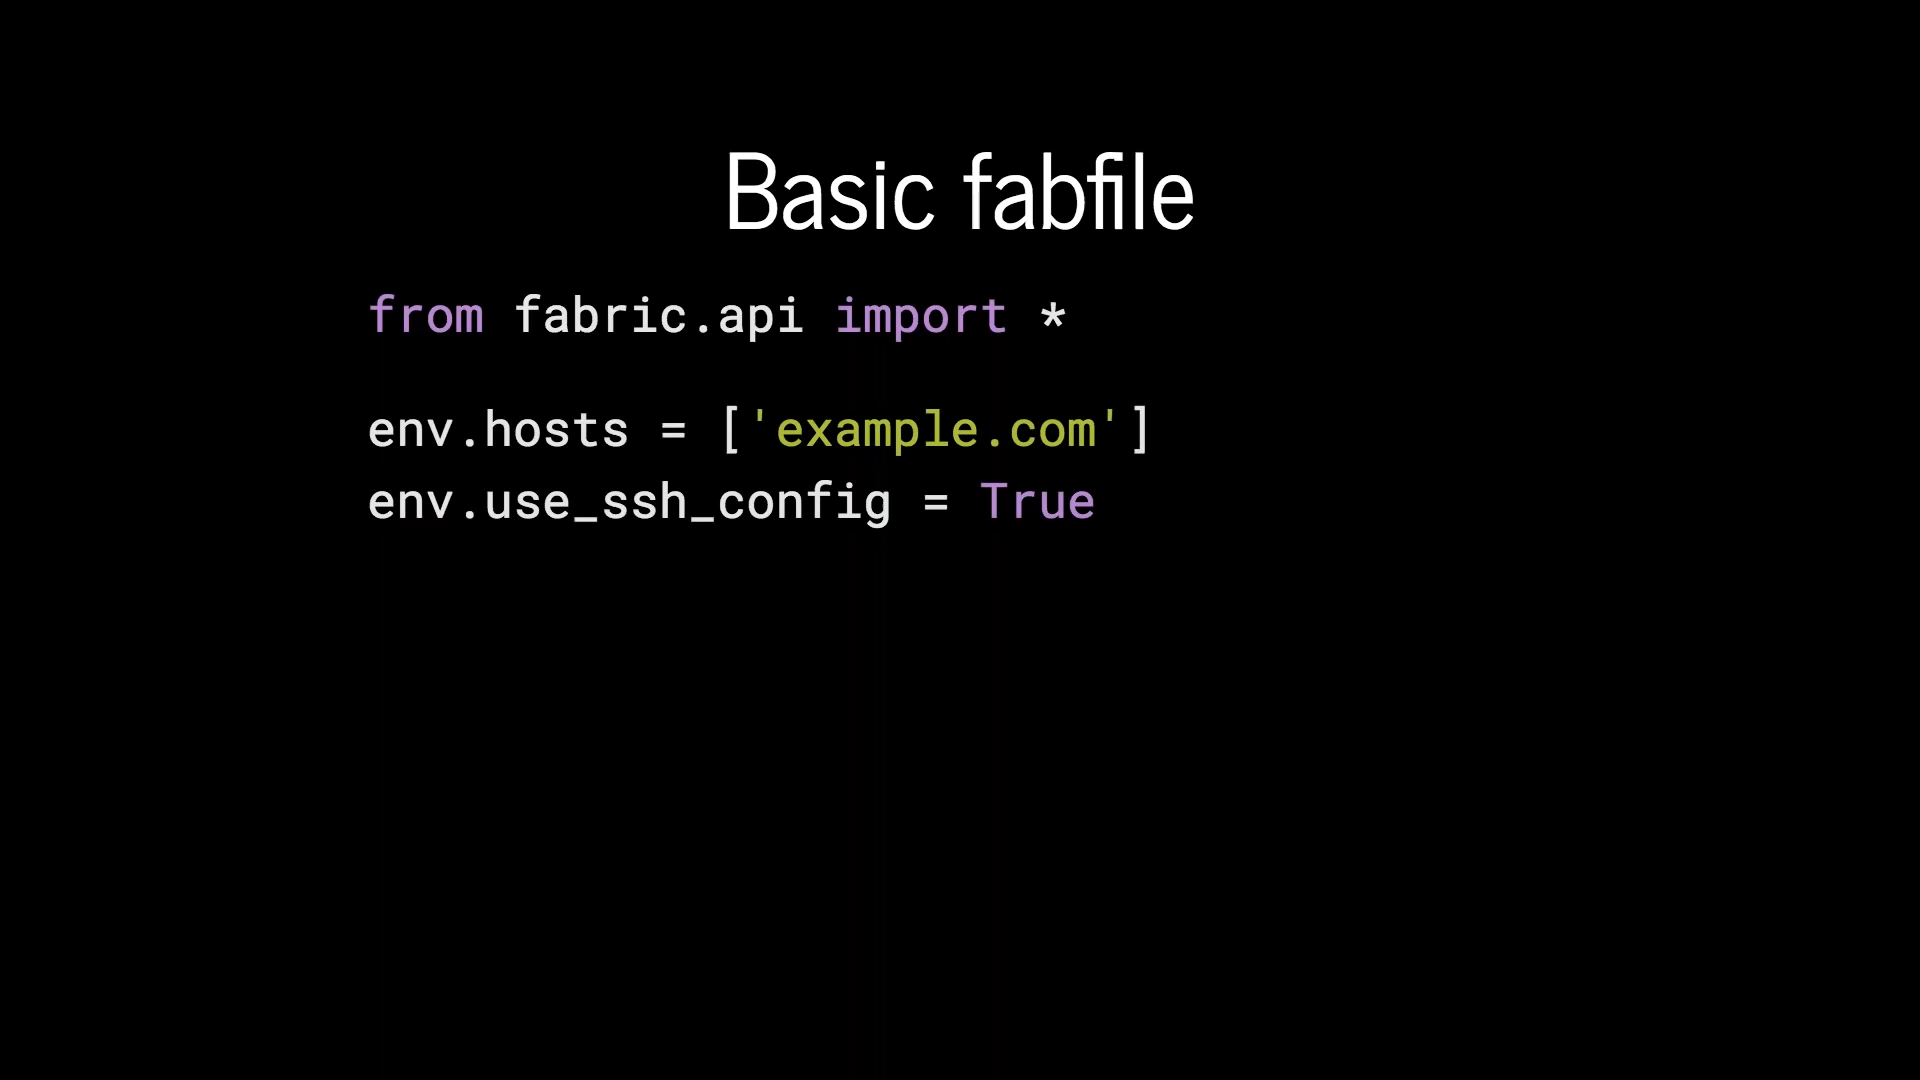 Basic fabfile
from fabric.api import *
env.hosts = ['example.com']
env.use_ssh_config = True